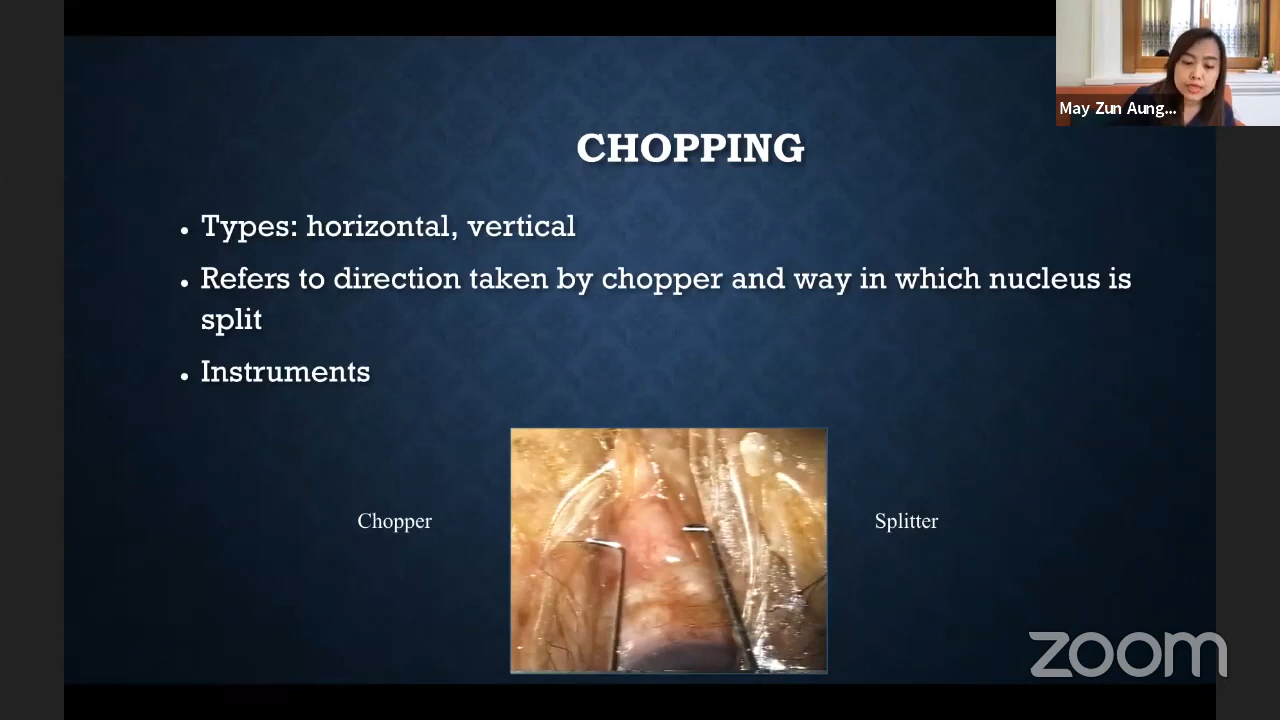 May Zun Aung...
CHOPPING
• Types: horizontal, vertical
• Refers to direction taken by chopper and way in which nucleus is
split
• Instruments
Chopper
Splitter
zoom